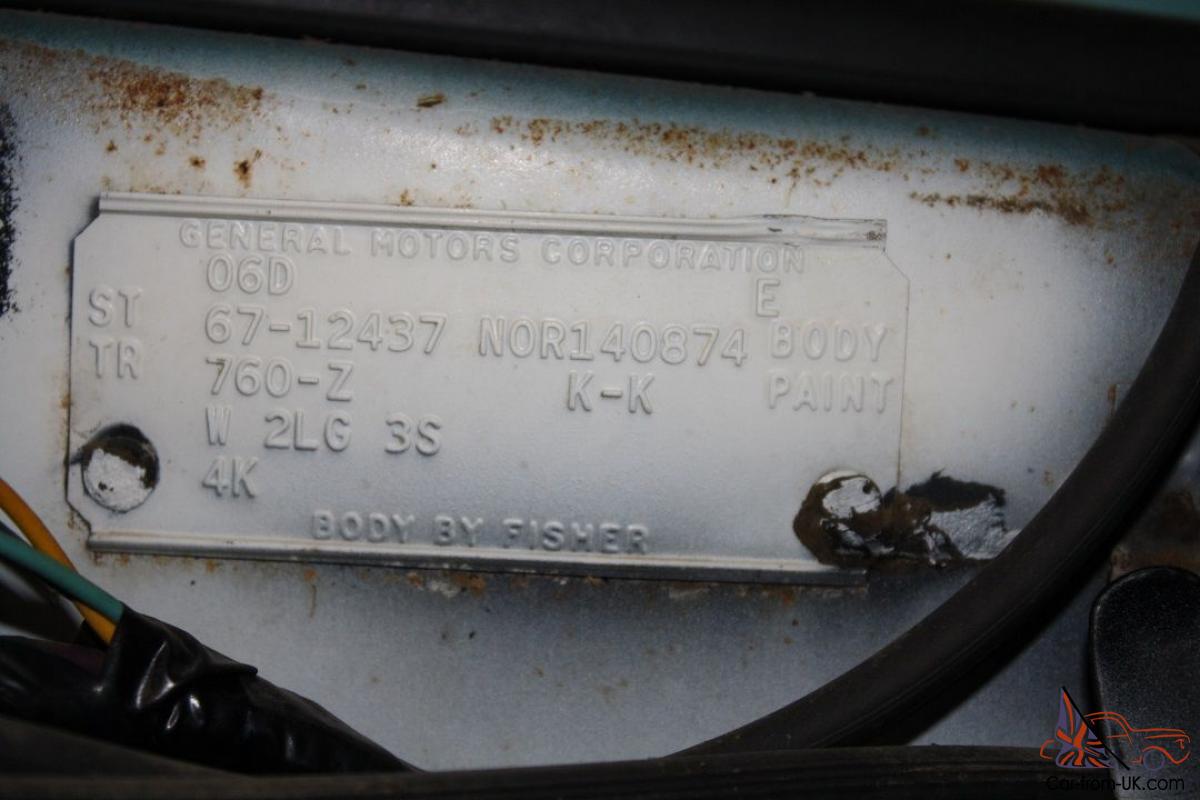 GENERAL MOTORS CORPORATION
06D E
ST 67-12437 NOR140874 BODY
TR 760-Z K-K PAINT
W 2LG 3S
4K
BODY BY FISHER
Car-from-UK.com